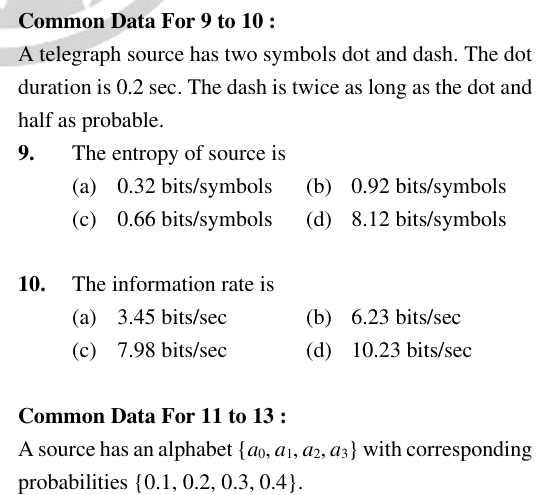 Common Data For 9 to 10 :
A telegraph source has two symbols dot and dash. The dot
duration is 0.2 sec. The dash is twice as long as the dot and
half as probable.
9. The entropy of source is
(a) 0.32 bits/symbols (b) 0.92 bits/symbols
(c) 0.66 bits/symbols (d) 8.12 bits/symbols
10. The information rate is
(a) 3.45 bits/sec (b) 6.23 bits/sec
(c) 7.98 bits/sec (d) 10.23 bits/sec
Common Data For 11 to 13 :
A source has an alphabet {a₀, a₁, a₂, a₃} with corresponding
probabilities {0.1, 0.2, 0.3, 0.4}.